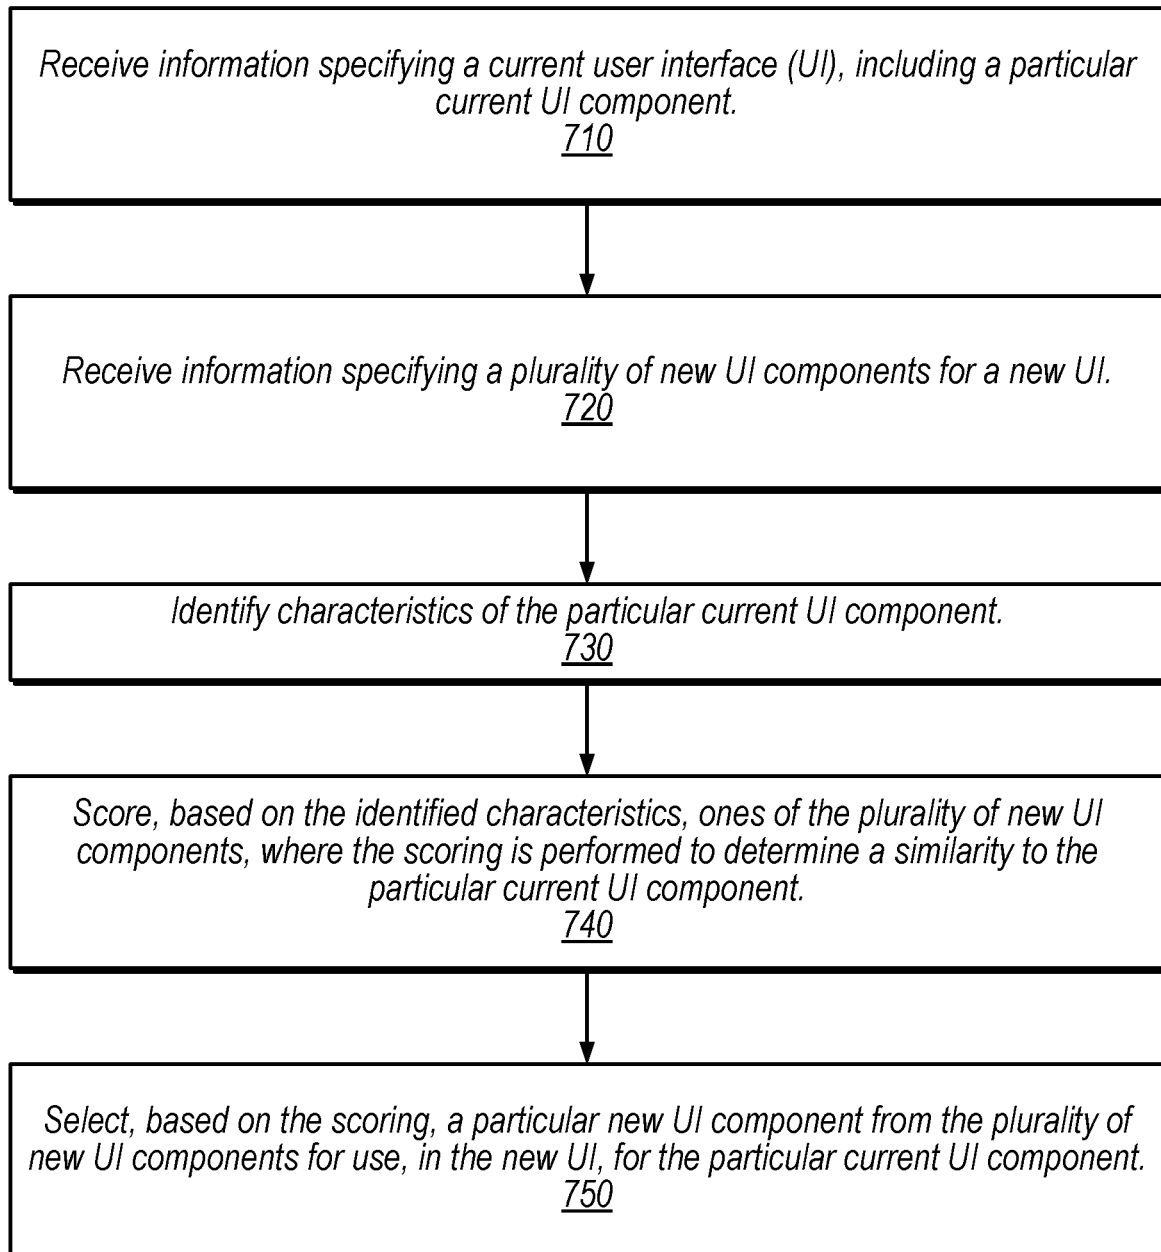 Receive information specifying a current user interface (UI), including a particular
current UI component.
710
Receive information specifying a plurality of new UI components for a new UI.
720
Identify characteristics of the particular current UI component.
730
Score, based on the identified characteristics, ones of the plurality of new UI
components, where the scoring is performed to determine a similarity to the
particular current UI component.
740
Select, based on the scoring, a particular new UI component from the plurality of
new UI components for use, in the new UI, for the particular current UI component.
750